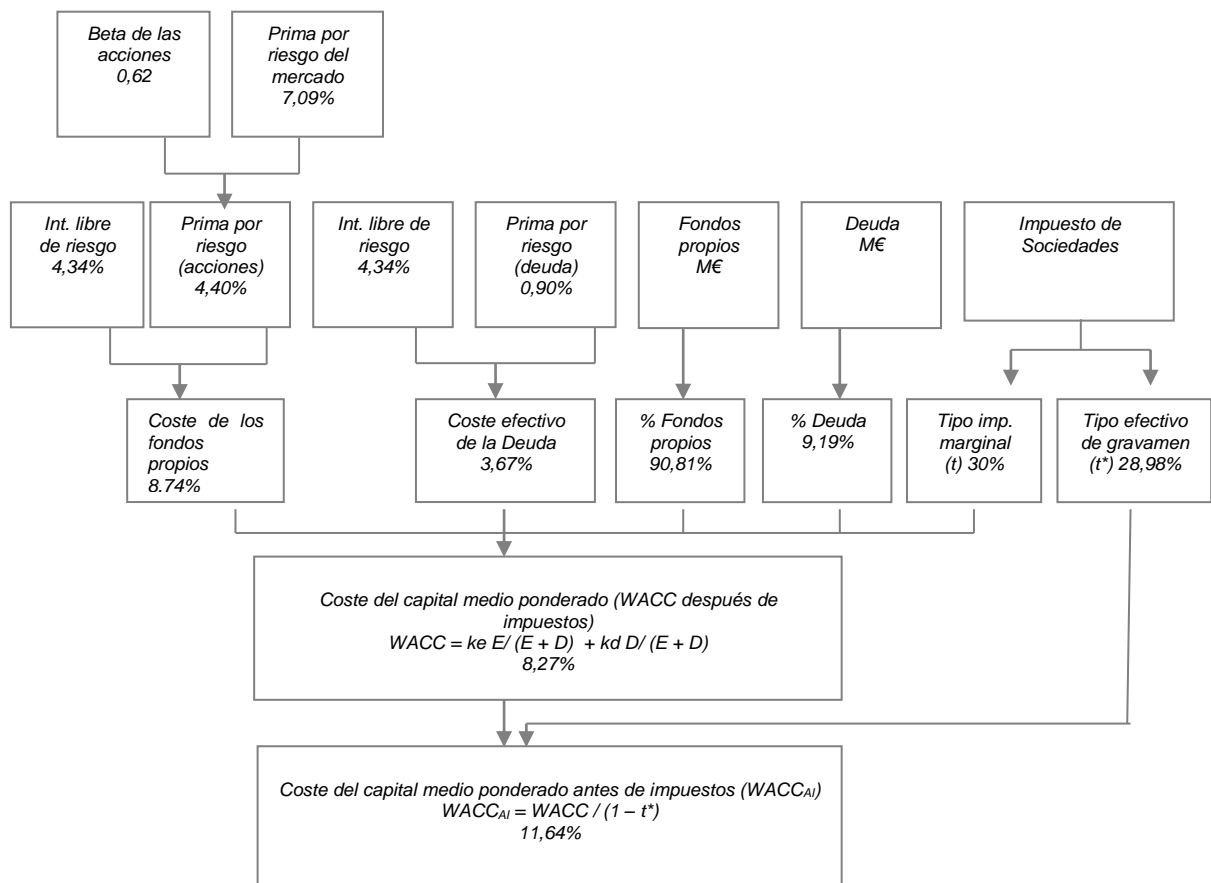 Beta de las
acciones
0,62
Prima por
riesgo del
mercado
7,09%
Int. libre
de riesgo
4,34%
Prima por
riesgo
(acciones)
4,40%
Int. libre de
riesgo
4,34%
Prima por
riesgo
(deuda)
0,90%
Fondos
propios
M€
Deuda
M€
Impuesto de
Sociedades
Coste de los
fondos
propios
8.74%
Coste efectivo
de la Deuda
3,67%
% Fondos
propios
90,81%
% Deuda
9,19%
Tipo imp.
marginal
(t) 30%
Tipo efectivo
de gravamen
(t*) 28,98%
Coste del capital medio ponderado (WACC después de
impuestos)
WACC = ke E/ (E + D) + kd D/ (E + D)
8,27%
Coste del capital medio ponderado antes de impuestos (WACCAI)
WACCAI = WACC / (1 – t*)
11,64%